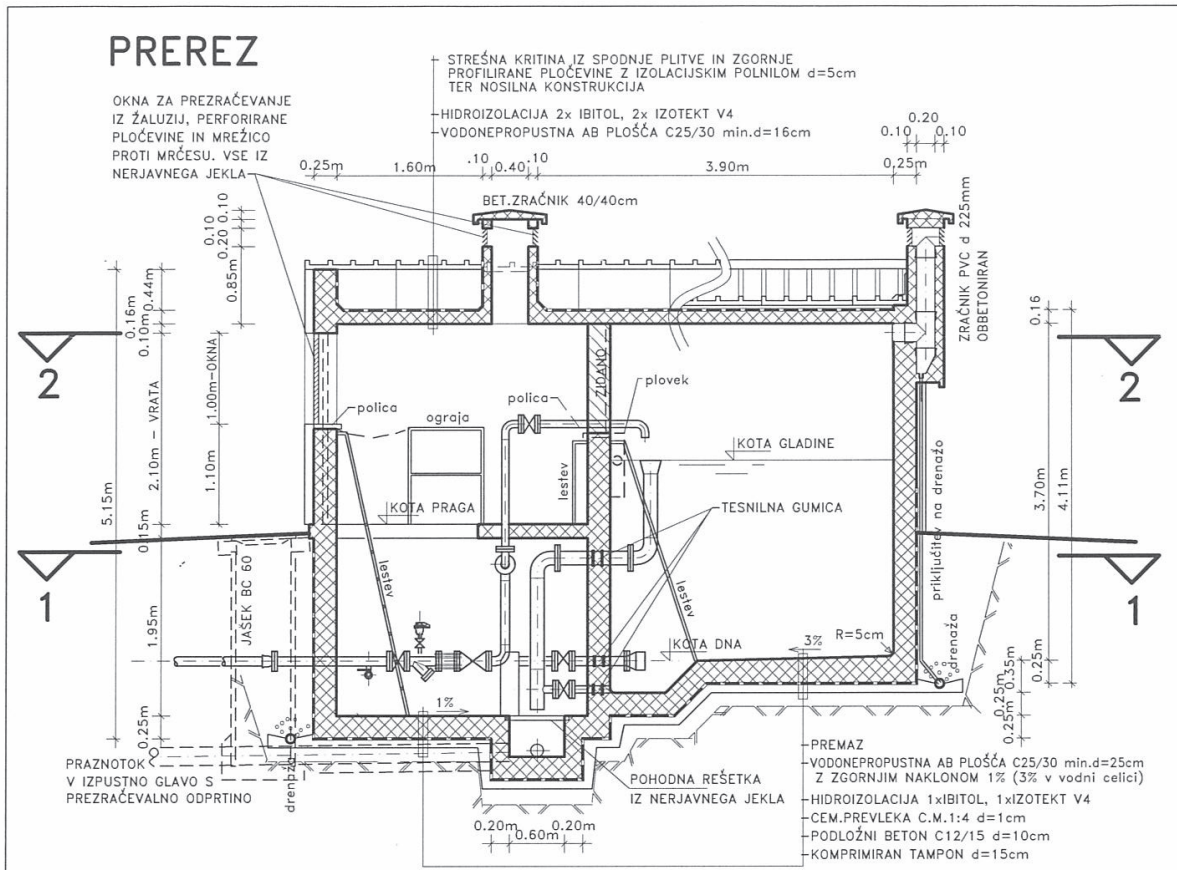 PREREZ
STREŠNA KRITINA IZ SPODNJE PLITVE IN ZGORNJE
PROFILIRANE PLOČEVINE Z IZOLACIJSKIM POLNILOM d=5cm
TER NOSILNA KONSTRUKCIJA
HIDROIZOLACIJA 2x IBITOL, 2x IZOTEKT V4
VODONEPROPUSTNA AB PLOŠČA C25/30 min.d=16cm
OKNA ZA PREZRAČEVANJE
IZ ŽALUZIJ, PERFORIRANE
PLOČEVINE IN MREŽICO
PROTI MRČESU. VSE IZ
NERJAVNEGA JEKLA
0.25m
1.60m
.10
0.40
.10
3.90m
0.25m
0.20
0.10
0.10
BET.ZRAČNIK 40/40cm
0.10
0.10
0.20
0.85m
ZRAČNIK PVC d 225mm
OBBETONIRAN
0.44m
0.16m
0.10m
5.15m
2.10m – VRATA
1.00m–OKNA
1.10m
0.15m
1.95m
0.25m
2
2
1
1
polica
ograja
polica
plovek
ZIDANO
KOTA GLADINE
lestev
KOTA PRAGA
TESNILNA GUMICA
lestev
lestev
KOTA DNA
3%
R=5cm
1%
JAŠEK BC 60
priključitev na drenažo
drenaža
drenaža
0.16
3.70m
4.11m
0.25m
0.35m
0.25m
0.25m
PRAZNOTOK
V IZPUSTNO GLAVO S
PREZRAČEVALNO ODPRTINO
POHODNA REŠETKA
IZ NERJAVNEGA JEKLA
0.20m
0.60m
0.20m
PREMAZ
VODONEPROPUSTNA AB PLOŠČA C25/30 min.d=25cm
Z ZGORNJIM NAKLONOM 1% (3% v vodni celici)
HIDROIZOLACIJA 1xIBITOL, 1xIZOTEKT V4
CEM.PREVLEKA C.M.1:4 d=1cm
PODLOŽNI BETON C12/15 d=10cm
KOMPRIMIRAN TAMPON d=15cm